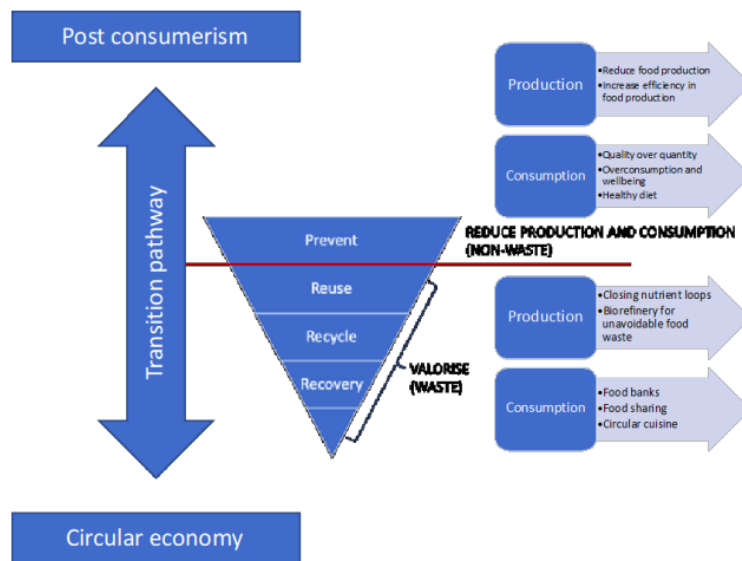 Post consumerism
Transition pathway
Circular economy
Prevent
Reuse
Recycle
Recovery
Production
•Reduce food production
•Increase efficiency in
food production
Consumption
•Quality over quantity
•Overconsumption and
wellbeing
•Healthy diet
REDUCE PRODUCTION AND CONSUMPTION
(NON-WASTE)
VALORISE
(WASTE)
Production
•Closing nutrient loops
•Biorefinery for
unavoidable food
waste
Consumption
•Food banks
•Food sharing
•Circular cuisine